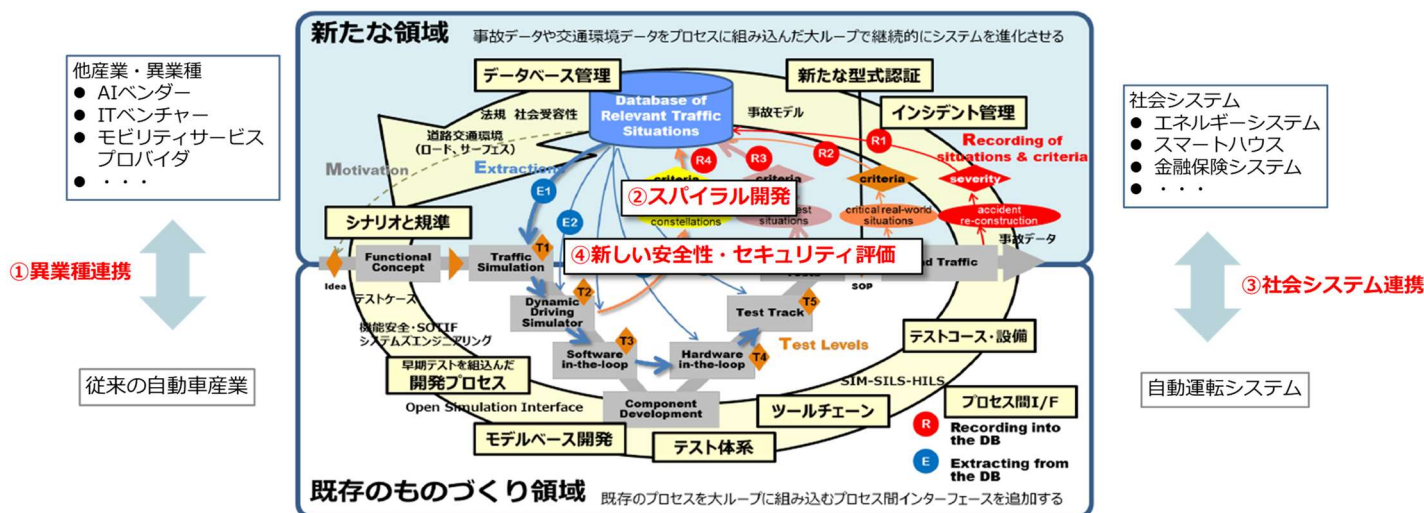 新たな領域
事故データや交通環境データをプロセスに組み込んだ大ループで継続的にシステムを進化させる
他産業・異業種
● AIベンダー
● ITベンチャー
● モビリティサービス
プロバイダ
● ・・・
①異業種連携
従来の自動車産業
データベース管理
新たな型式認証
インシデント管理
Database of
Relevant Traffic
Situations
法規 社会受容性
事故モデル
道路交通環境
(ロード、サーフェス)
Motivation
Extractions
R1
R2
R3
R4
Recording of
situations & criteria
E1
E2
criteria
criteria
criteria
severity
②スパイラル開発
constellations
situations
critical real-world
situations
accident
re-construction
事故データ
シナリオと規準
④新しい安全性・セキュリティ評価
Idea
Functional
Concept
Traffic
Simulation
T1
Traffic
SOP
テストケース
Dynamic
Driving
Simulator
T2
Test Track
T5
機能安全・SOTIF
システムズエンジニアリング
Software
in-the-loop
T3
Hardware
in-the-loop
T4
Test Levels
テストコース・設備
早期テストを組込んだ
開発プロセス
SIM-SILS-HILS
Open Simulation Interface
Component
Development
ツールチェーン
プロセス間I/F
モデルベース開発
テスト体系
R Recording into
the DB
E Extracting from
the DB
既存のものづくり領域
既存のプロセスを大ループに組み込むプロセス間インターフェースを追加する
社会システム
● エネルギーシステム
● スマートハウス
● 金融保険システム
● ・・・
③社会システム連携
自動運転システム